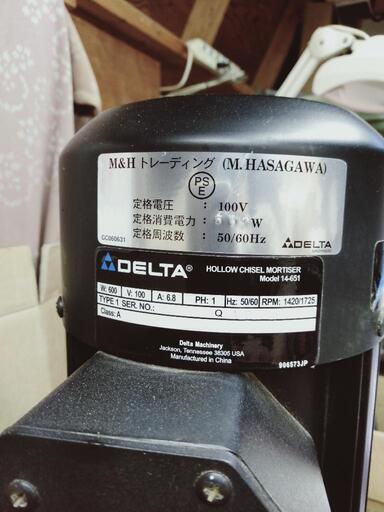 M&H トレーディング (M. HASAGAWA)
PS
E
定格電圧 : 100V
定格消費電力 : W
定格周波数 : 50/60Hz
GC060631
DELTA
DELTA® HOLLOW CHISEL MORTISER
Model 14-651
W: 600 V: 100 A: 6.8 PH: 1 Hz: 50/60 RPM: 1420/1725
TYPE 1 SER. NO.: Q
Class: A
Delta Machinery
Jackson, Tennessee 38305 USA
Manufactured in China
906573JP